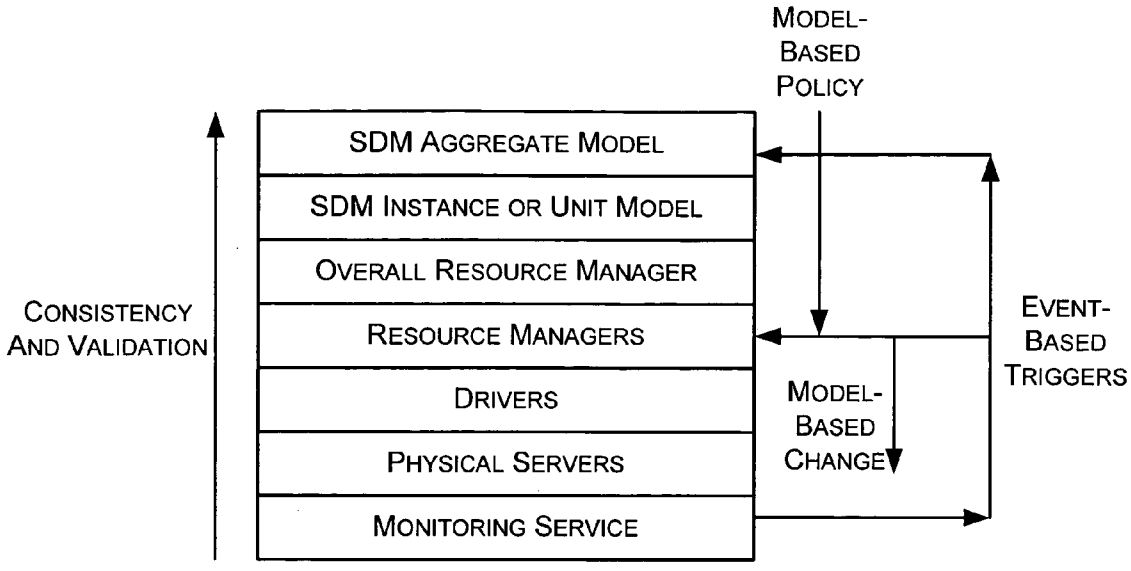 MODEL-
BASED
POLICY
SDM AGGREGATE MODEL
SDM INSTANCE OR UNIT MODEL
OVERALL RESOURCE MANAGER
CONSISTENCY
AND VALIDATION
RESOURCE MANAGERS
EVENT-
BASED
TRIGGERS
DRIVERS
MODEL-
BASED
CHANGE
PHYSICAL SERVERS
MONITORING SERVICE